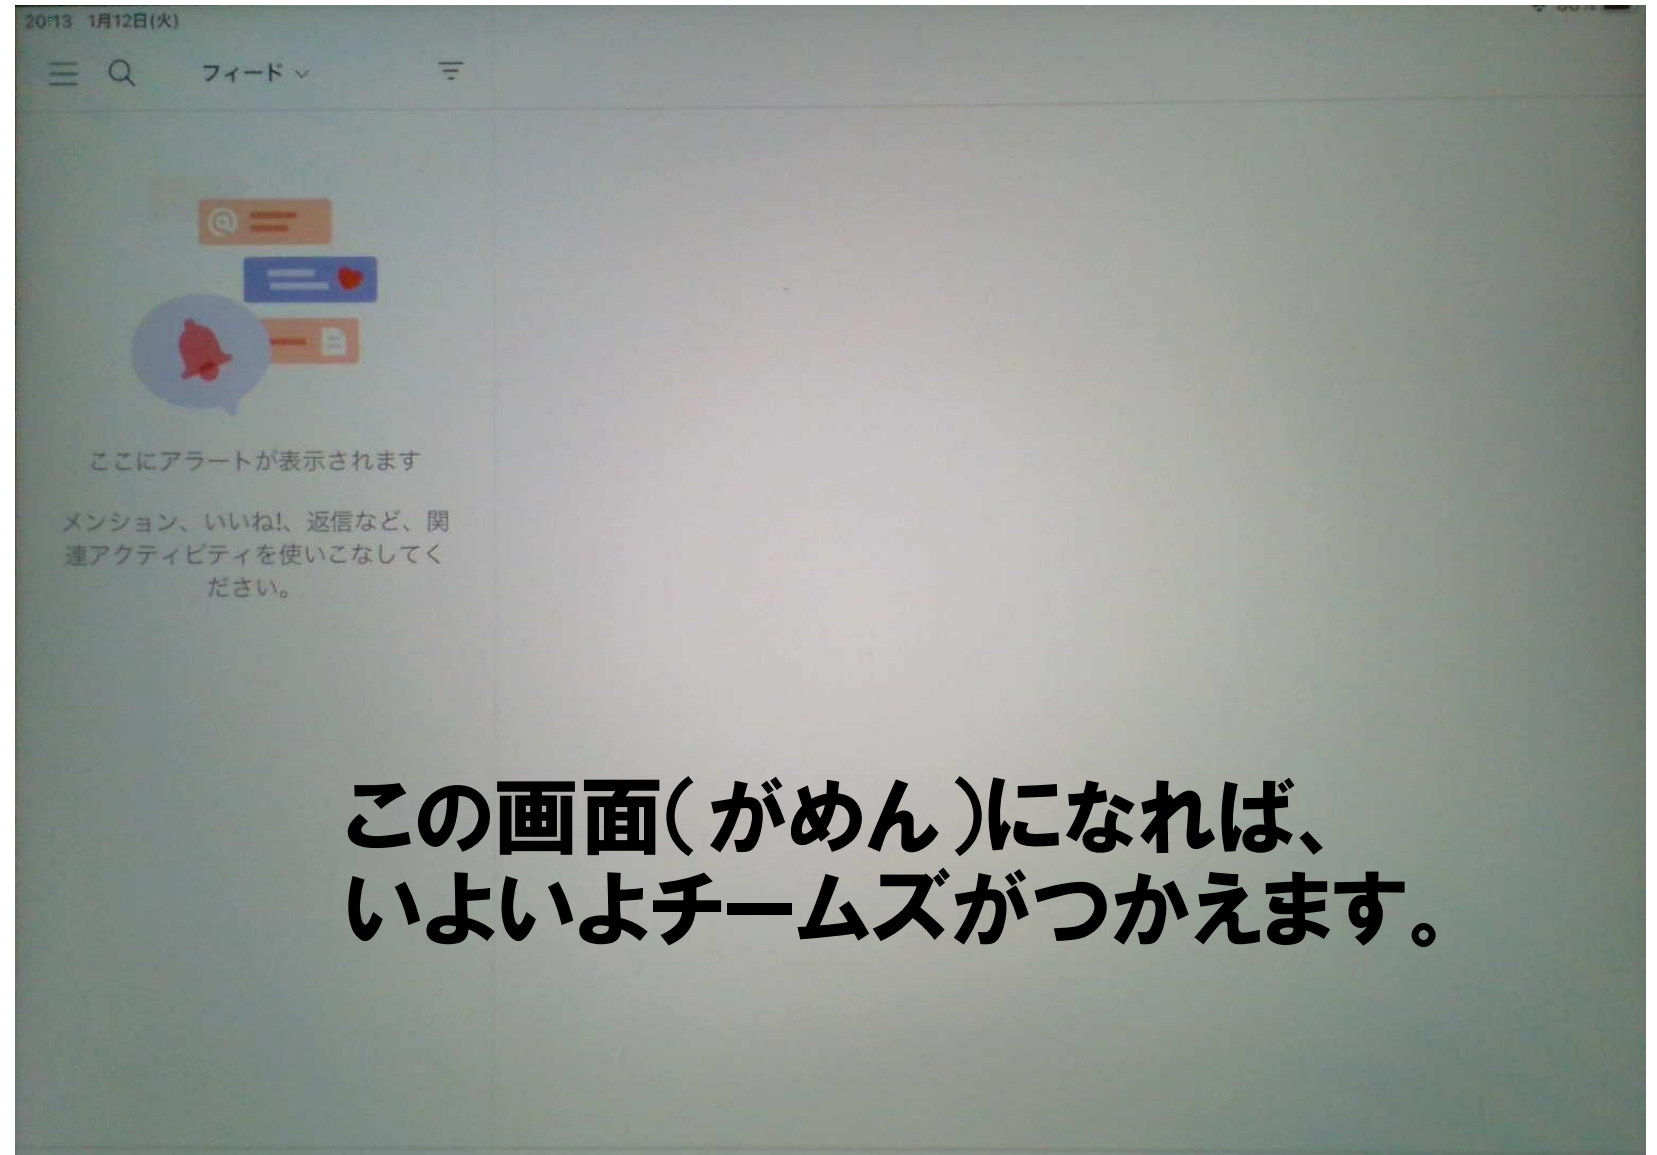 20:13 1月12日(火)
フィード
ここにアラートが表示されます
メンション、いいね!、返信など、関
連アクティビティを使いこなしてく
ださい。
この画面(がめん)になれば、
いよいよチームズがつかえます。